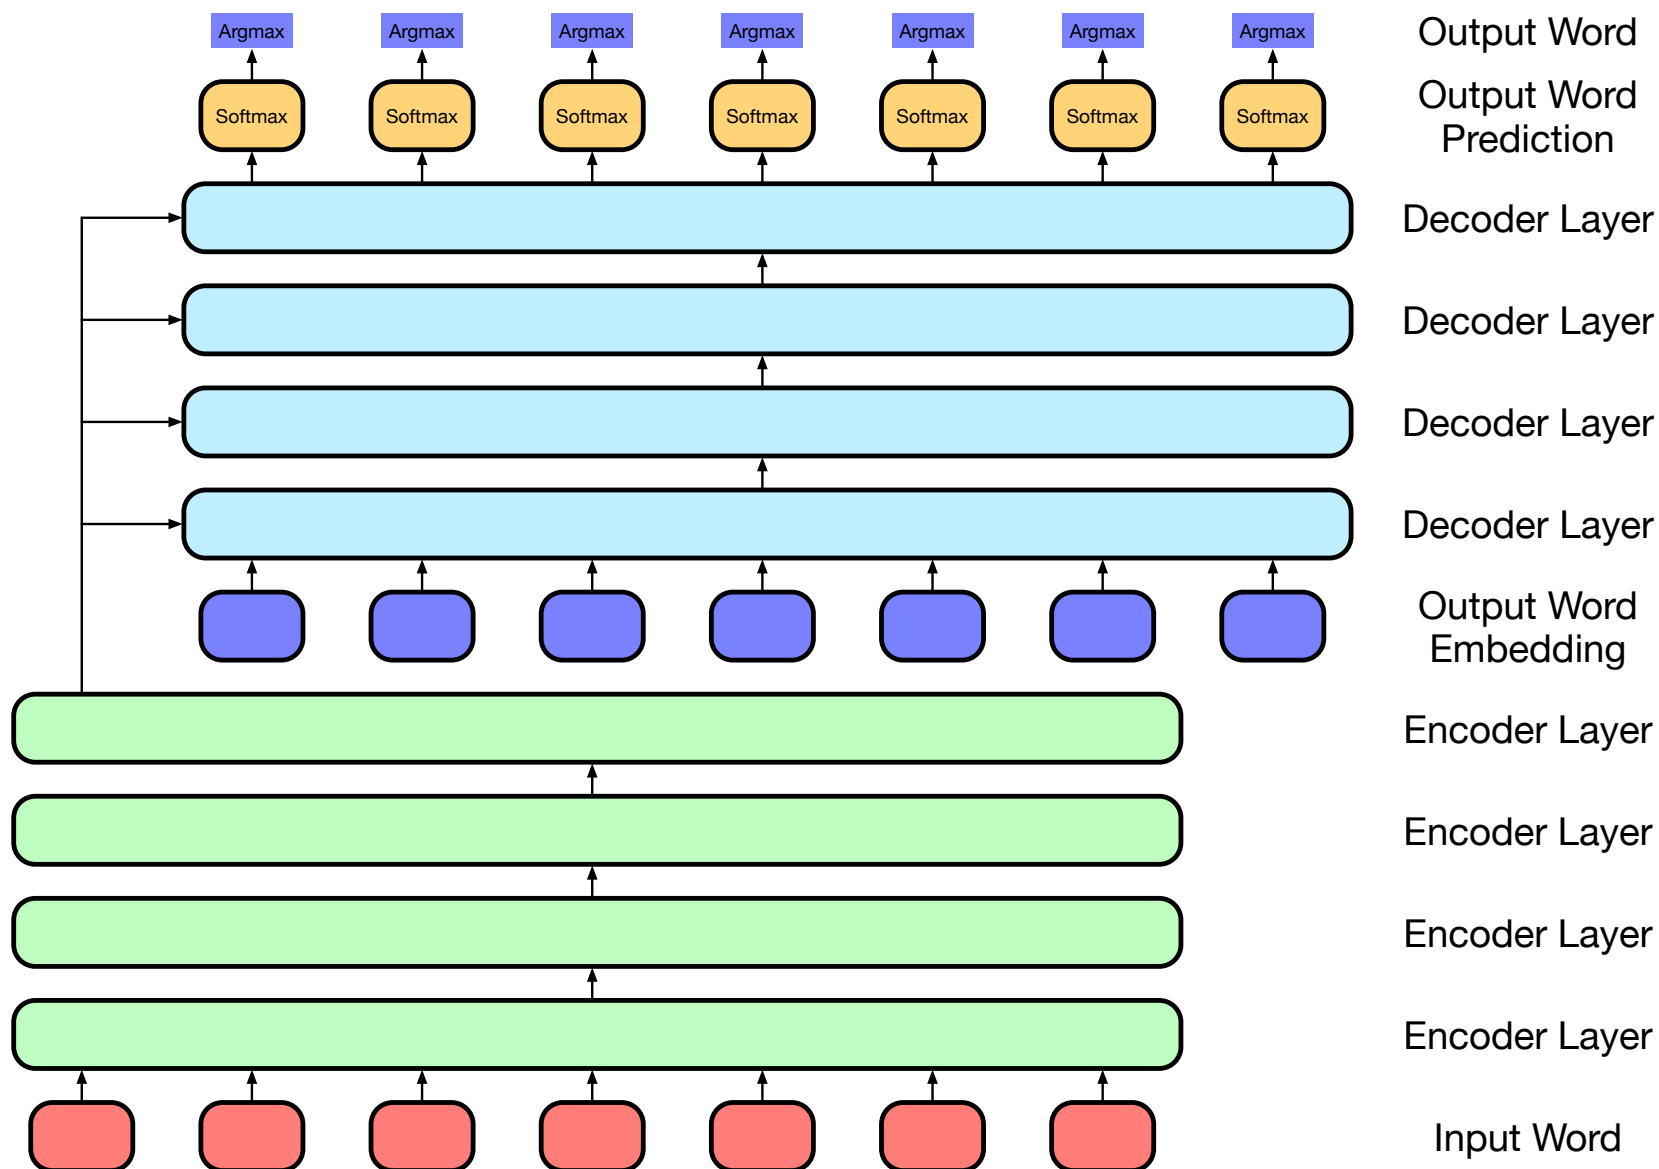 Argmax Argmax Argmax Argmax Argmax Argmax Argmax Output Word
Softmax Softmax Softmax Softmax Softmax Softmax Softmax Output Word
Prediction
Decoder Layer
Decoder Layer
Decoder Layer
Decoder Layer
Output Word
Embedding
Encoder Layer
Encoder Layer
Encoder Layer
Encoder Layer
Input Word